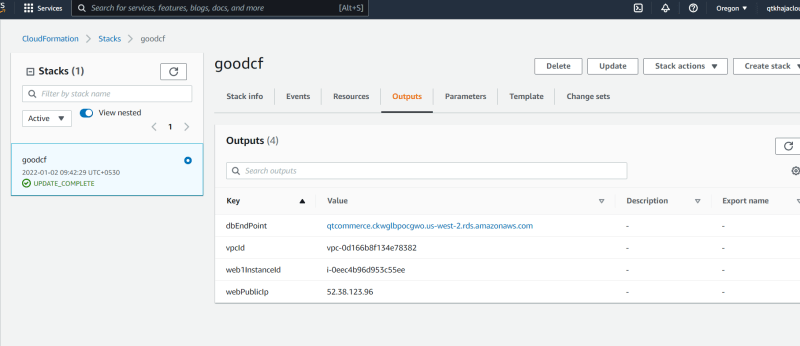 Services
Search for services, features, blogs, docs, and more
[Alt+S]
Oregon
qtkhajaclou
CloudFormation > Stacks > goodcf
Stacks (1)
Filter by stack name
Active
View nested
1
goodcf
2022-01-02 09:42:29 UTC+0530
UPDATE_COMPLETE
goodcf
Delete
Update
Stack actions
Create stack
Stack info
Events
Resources
Outputs
Parameters
Template
Change sets
Outputs (4)
Search outputs
Key Value Description Export name
dbEndPoint qtcommerce.ckwglbpocgwo.us-west-2.rds.amazonaws.com - -
vpcId vpc-0d166b8f134e78382 - -
web1InstanceId i-0eec4b96d953c55ee - -
webPublicIp 52.38.123.96 - -